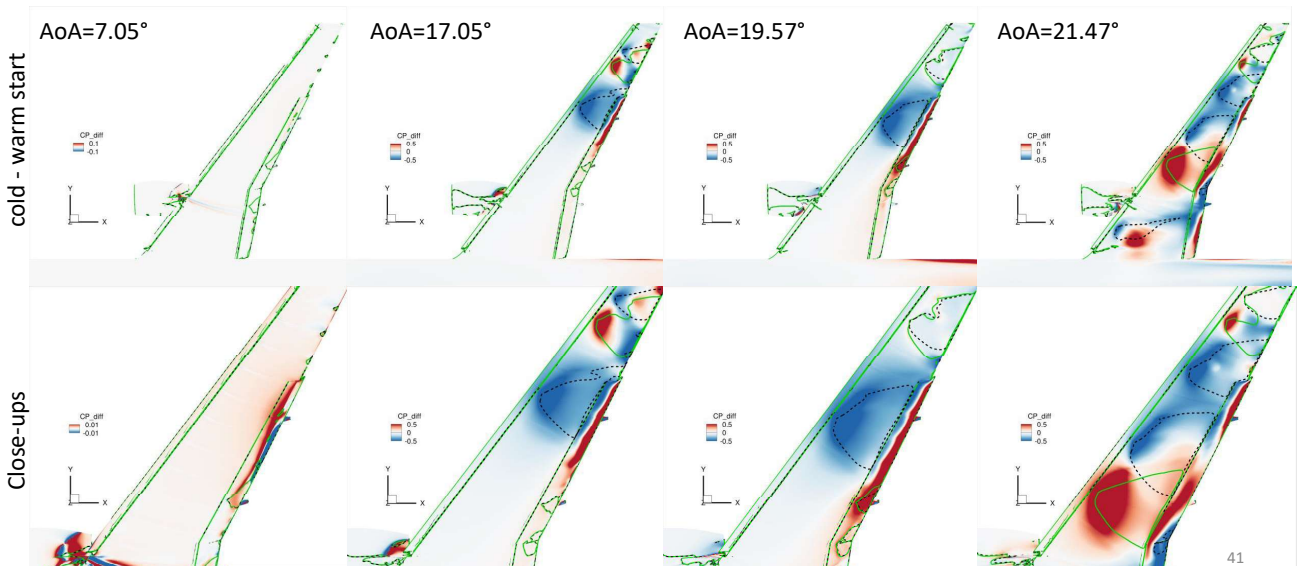 AoA=7.05°
AoA=17.05°
AoA=19.57°
AoA=21.47°
cold - warm start
CP_diff
0.1
-0.1
Y
Z
X
CP_diff
0.5
0
-0.5
Y
Z
X
CP_diff
0.5
0
-0.5
Y
Z
X
CP_diff
0.5
0
-0.5
Y
Z
X
Close-ups
CP_diff
0.01
-0.01
Y
Z
X
CP_diff
0.5
0
-0.5
Y
Z
X
CP_diff
0.5
0
-0.5
Y
Z
X
CP_diff
0.5
0
-0.5
Y
Z
X
41